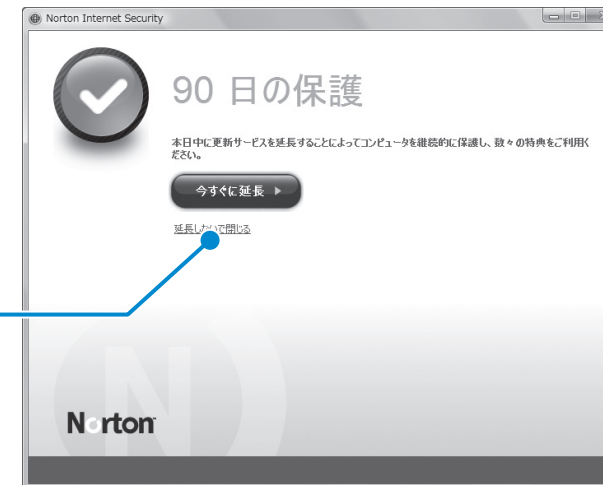 Norton Internet Security
90 日の保護
本日中に更新サービスを延長することによってコンピュータを継続的に保護し、数々の特典をご利用く
ださい。
今すぐに延長
延長しないで閉じる
Norton